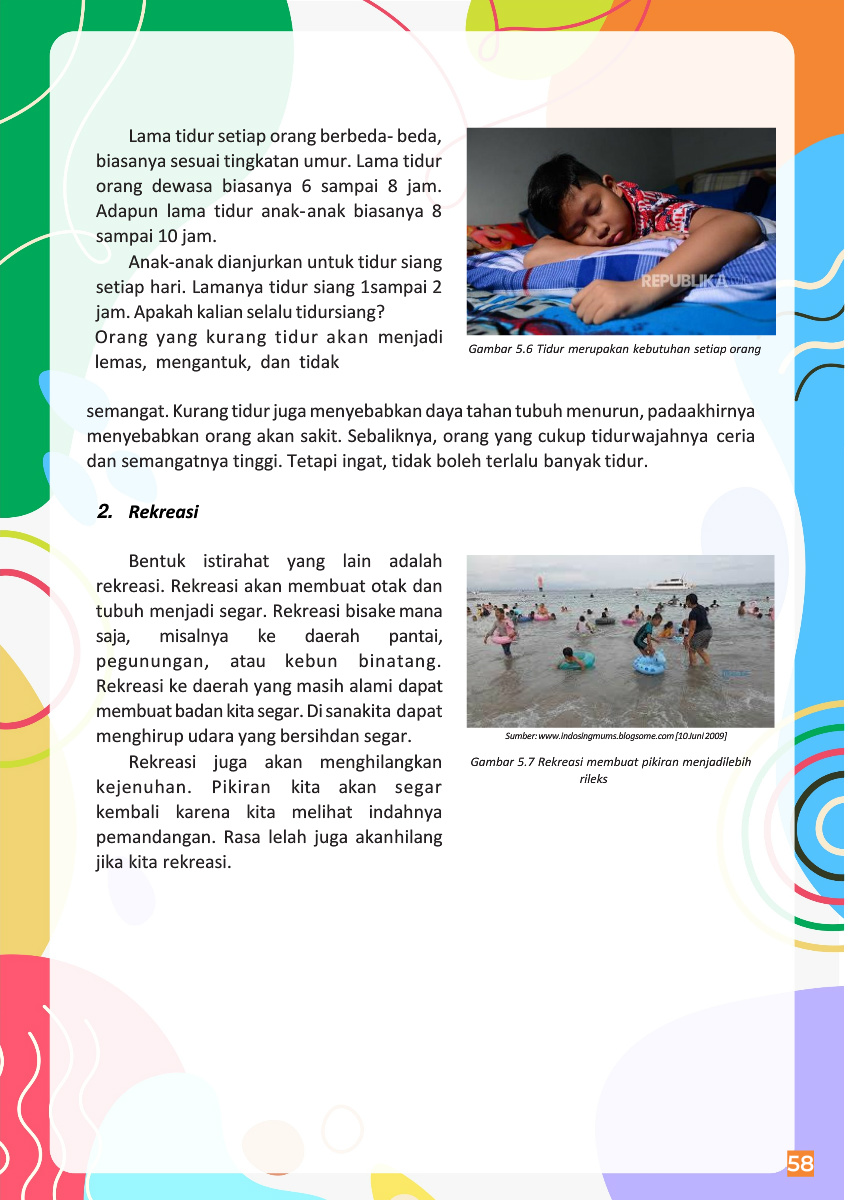 Lama tidur setiap orang berbeda- beda,
biasanya sesuai tingkatan umur. Lama tidur
orang dewasa biasanya 6 sampai 8 jam.
Adapun lama tidur anak-anak biasanya 8
sampai 10 jam.
Anak-anak dianjurkan untuk tidur siang
setiap hari. Lamanya tidur siang 1sampai 2
jam. Apakah kalian selalu tidursiang?
Orang yang kurang tidur akan menjadi
lemas, mengantuk, dan tidak
REPUBLIKA
Gambar 5.6 Tidur merupakan kebutuhan setiap orang
semangat. Kurang tidur juga menyebabkan daya tahan tubuh menurun, padaakhirnya
menyebabkan orang akan sakit. Sebaliknya, orang yang cukup tidurwajahnya ceria
dan semangatnya tinggi. Tetapi ingat, tidak boleh terlalu banyak tidur.
2. Rekreasi
Bentuk istirahat yang lain adalah
rekreasi. Rekreasi akan membuat otak dan
tubuh menjadi segar. Rekreasi bisake mana
saja, misalnya ke daerah pantai,
pegunungan, atau kebun binatang.
Rekreasi ke daerah yang masih alami dapat
membuat badan kita segar. Di sanakita dapat
menghirup udara yang bersihdan segar.
Rekreasi juga akan menghilangkan
kejenuhan. Pikiran kita akan segar
kembali karena kita melihat indahnya
pemandangan. Rasa lelah juga akanhilang
jika kita rekreasi.
Sumber: www.indosingmums.blogsome.com [10 Juni 2009]
Gambar 5.7 Rekreasi membuat pikiran menjadilebih
rileks
58